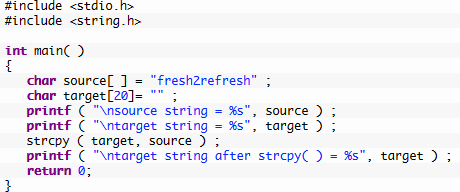 #include <stdio.h>
#include <string.h>

int main( )
{
   char source[ ] = "fresh2refresh" ;
   char target[20]= "" ;
   printf ( "\nsource string = %s", source ) ;
   printf ( "\ntarget string = %s", target ) ;
   strcpy ( target, source ) ;
   printf ( "\ntarget string after strcpy( ) = %s", target ) ;
   return 0;
}